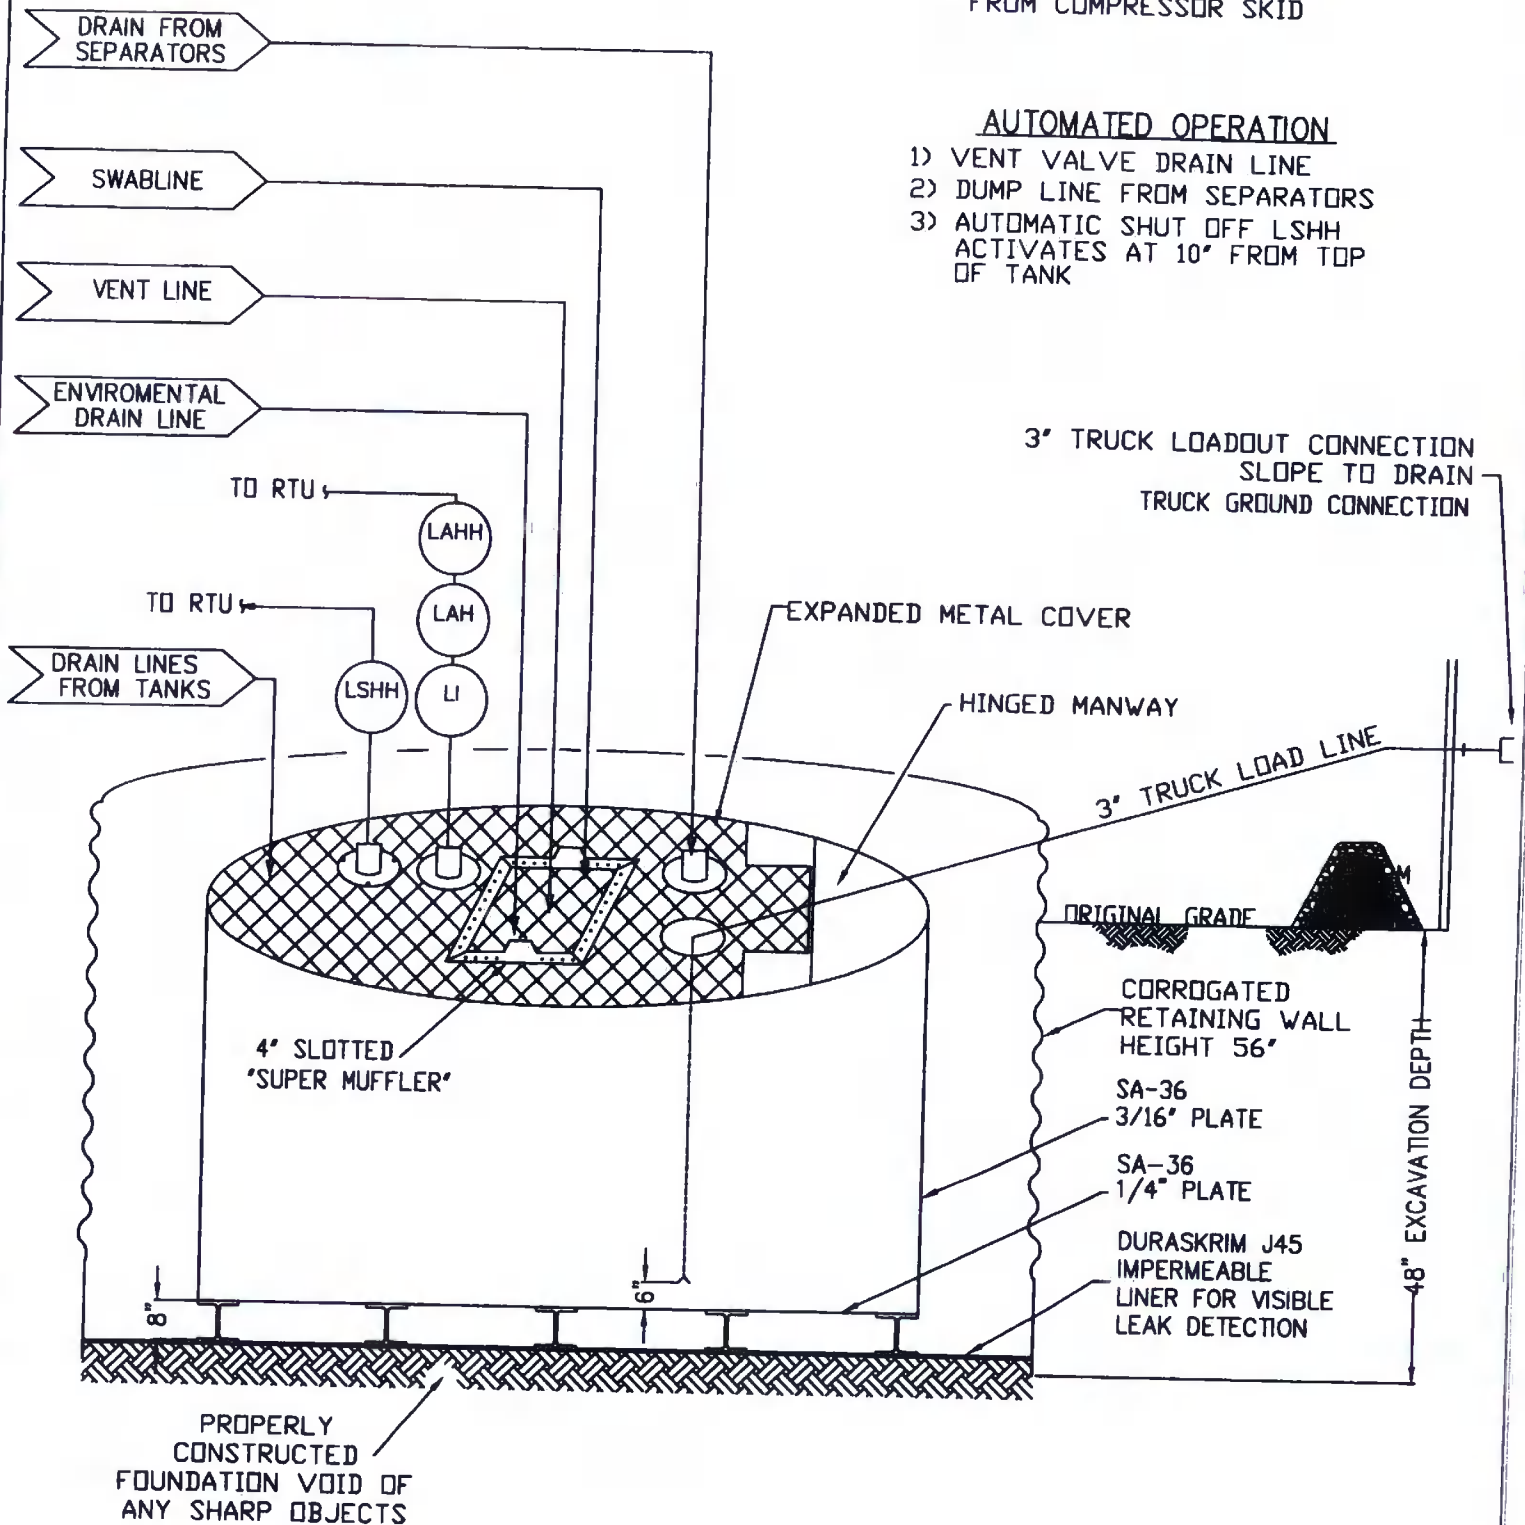 FROM COMPRESSOR SKID
DRAIN FROM
SEPARATORS
AUTOMATED OPERATION
1) VENT VALVE DRAIN LINE
2) DUMP LINE FROM SEPARATORS
3) AUTOMATIC SHUT OFF LSHH
ACTIVATES AT 10" FROM TOP
OF TANK
SWABLINE
VENT LINE
ENVIROMENTAL
DRAIN LINE
3" TRUCK LOADOUT CONNECTION
SLOPE TO DRAIN
TRUCK GROUND CONNECTION
TO RTU
LAHH
TO RTU
LAH
EXPANDED METAL COVER
DRAIN LINES
FROM TANKS
LSHH
LI
HINGED MANWAY
3" TRUCK LOAD LINE
ORIGINAL GRADE
CORROGATED
RETAINING WALL
HEIGHT 56"
4" SLOTTED
"SUPER MUFFLER"
SA-36
3/16" PLATE
SA-36
1/4" PLATE
DURASKRIM J45
IMPERMEABLE
LINER FOR VISIBLE
LEAK DETECTION
48" EXCAVATION DEPTH
8"
6"
PROPERLY
CONSTRUCTED
FOUNDATION VOID OF
ANY SHARP OBJECTS